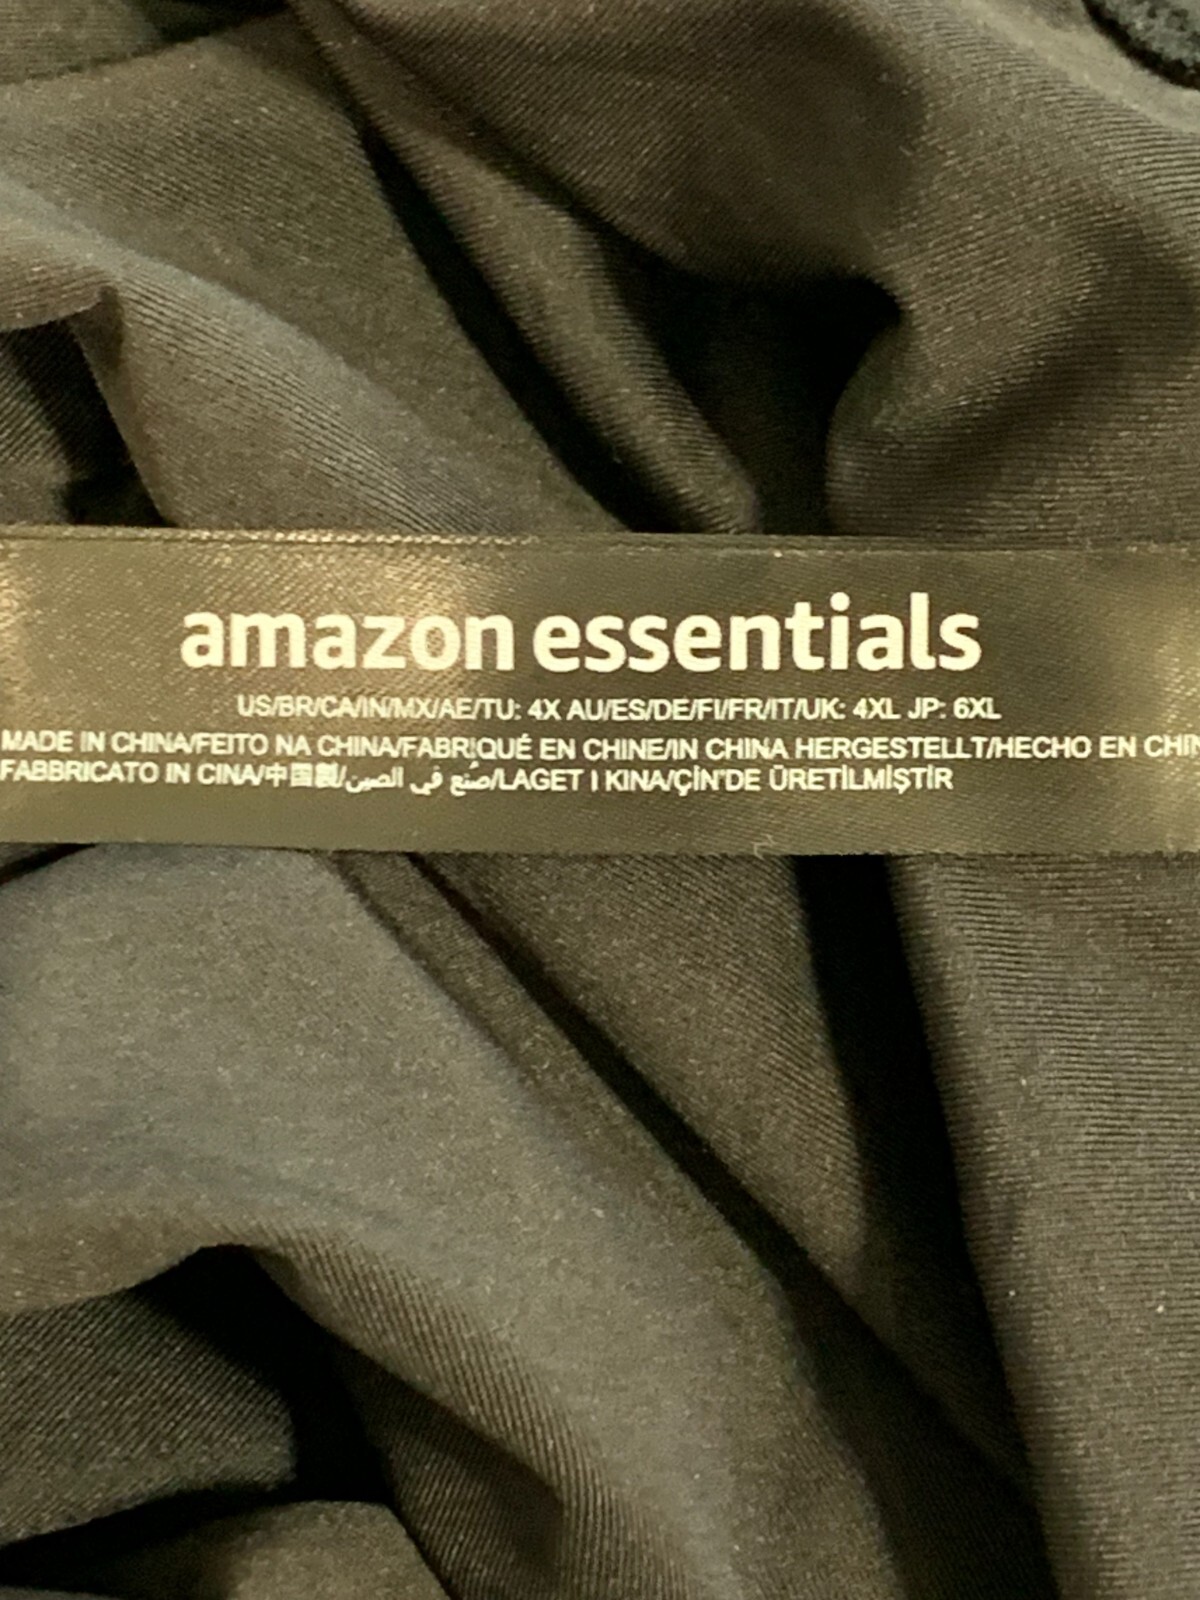 amazon essentials
US/BR/CA/IN/MX/AE/TU: 4X AU/ES/DE/FI/FR/IT/UK: 4XL JP: 6XL
MADE IN CHINA/FEITO NA CHINA/FABRIQUÉ EN CHINE/IN CHINA HERGESTELLT/HECHO EN CHIN
FABBRICATO IN CINA/中国製/صُنع في الصين/LAGET I KINA/ÇİN'DE ÜRETİLMİŞTİR